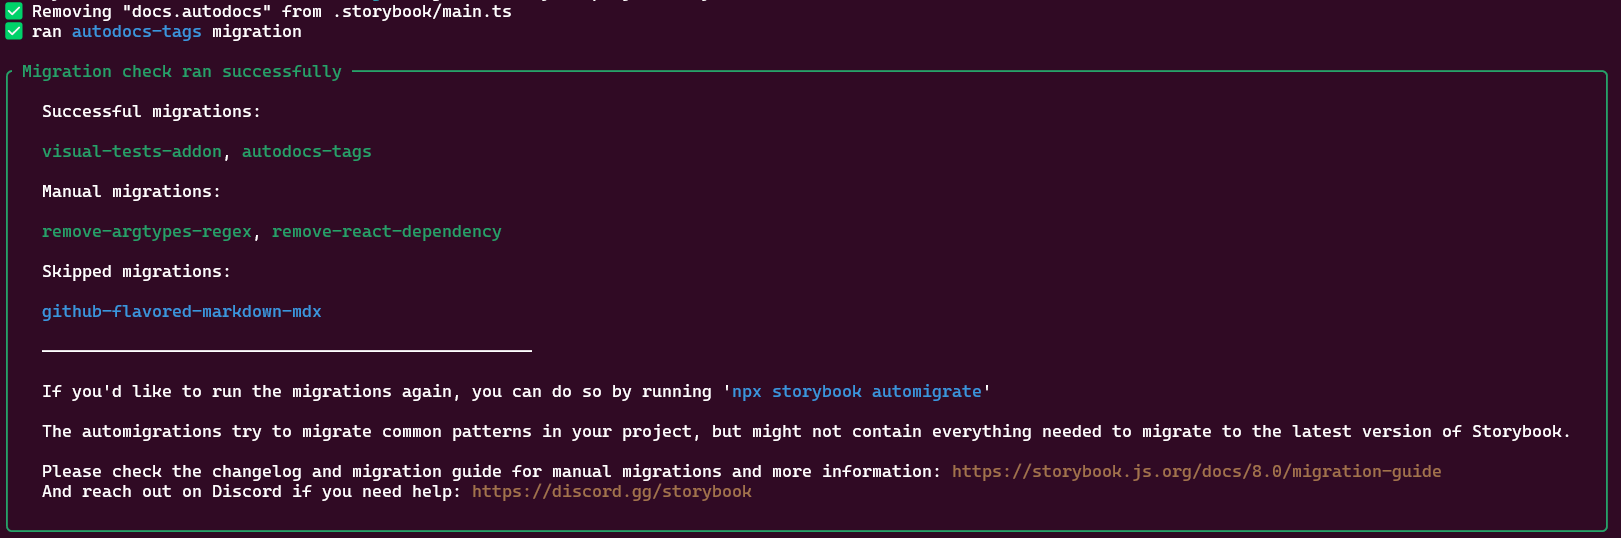 Removing "docs.autodocs" from .storybook/main.ts
ran autodocs-tags migration
Migration check ran successfully
Successful migrations:
visual-tests-addon, autodocs-tags
Manual migrations:
remove-argtypes-regex, remove-react-dependency
Skipped migrations:
github-flavored-markdown-mdx
If you'd like to run the migrations again, you can do so by running 'npx storybook automigrate'
The automigrations try to migrate common patterns in your project, but might not contain everything needed to migrate to the latest version of Storybook.
Please check the changelog and migration guide for manual migrations and more information: https://storybook.js.org/docs/8.0/migration-guide
And reach out on Discord if you need help: https://discord.gg/storybook